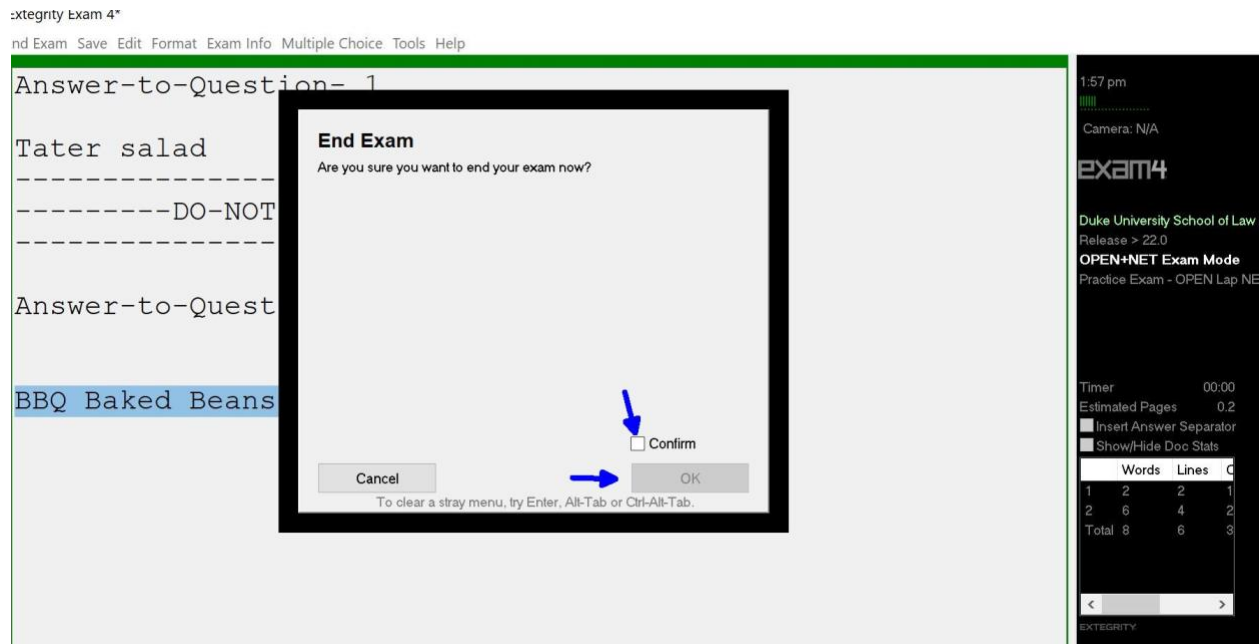 Extegrity Exam 4*
nd Exam Save Edit Format Exam Info Multiple Choice Tools Help
Answer-to-Question- 1
Tater salad
---------------
---------DO-NOT
---------------
Answer-to-Quest
BBQ Baked Beans
End Exam
Are you sure you want to end your exam now?
Confirm
Cancel
OK
To clear a stray menu, try Enter, Alt-Tab or Ctrl-Alt-Tab.
1:57 pm
Camera: N/A
exam4
Duke University School of Law
Release > 22.0
OPEN+NET Exam Mode
Practice Exam - OPEN Lap NE
Timer 00:00
Estimated Pages 0.2
Insert Answer Separator
Show/Hide Doc Stats
Words Lines C
1 2 2 1
2 6 4 2
Total 8 6 3
< >
EXTEGRITY